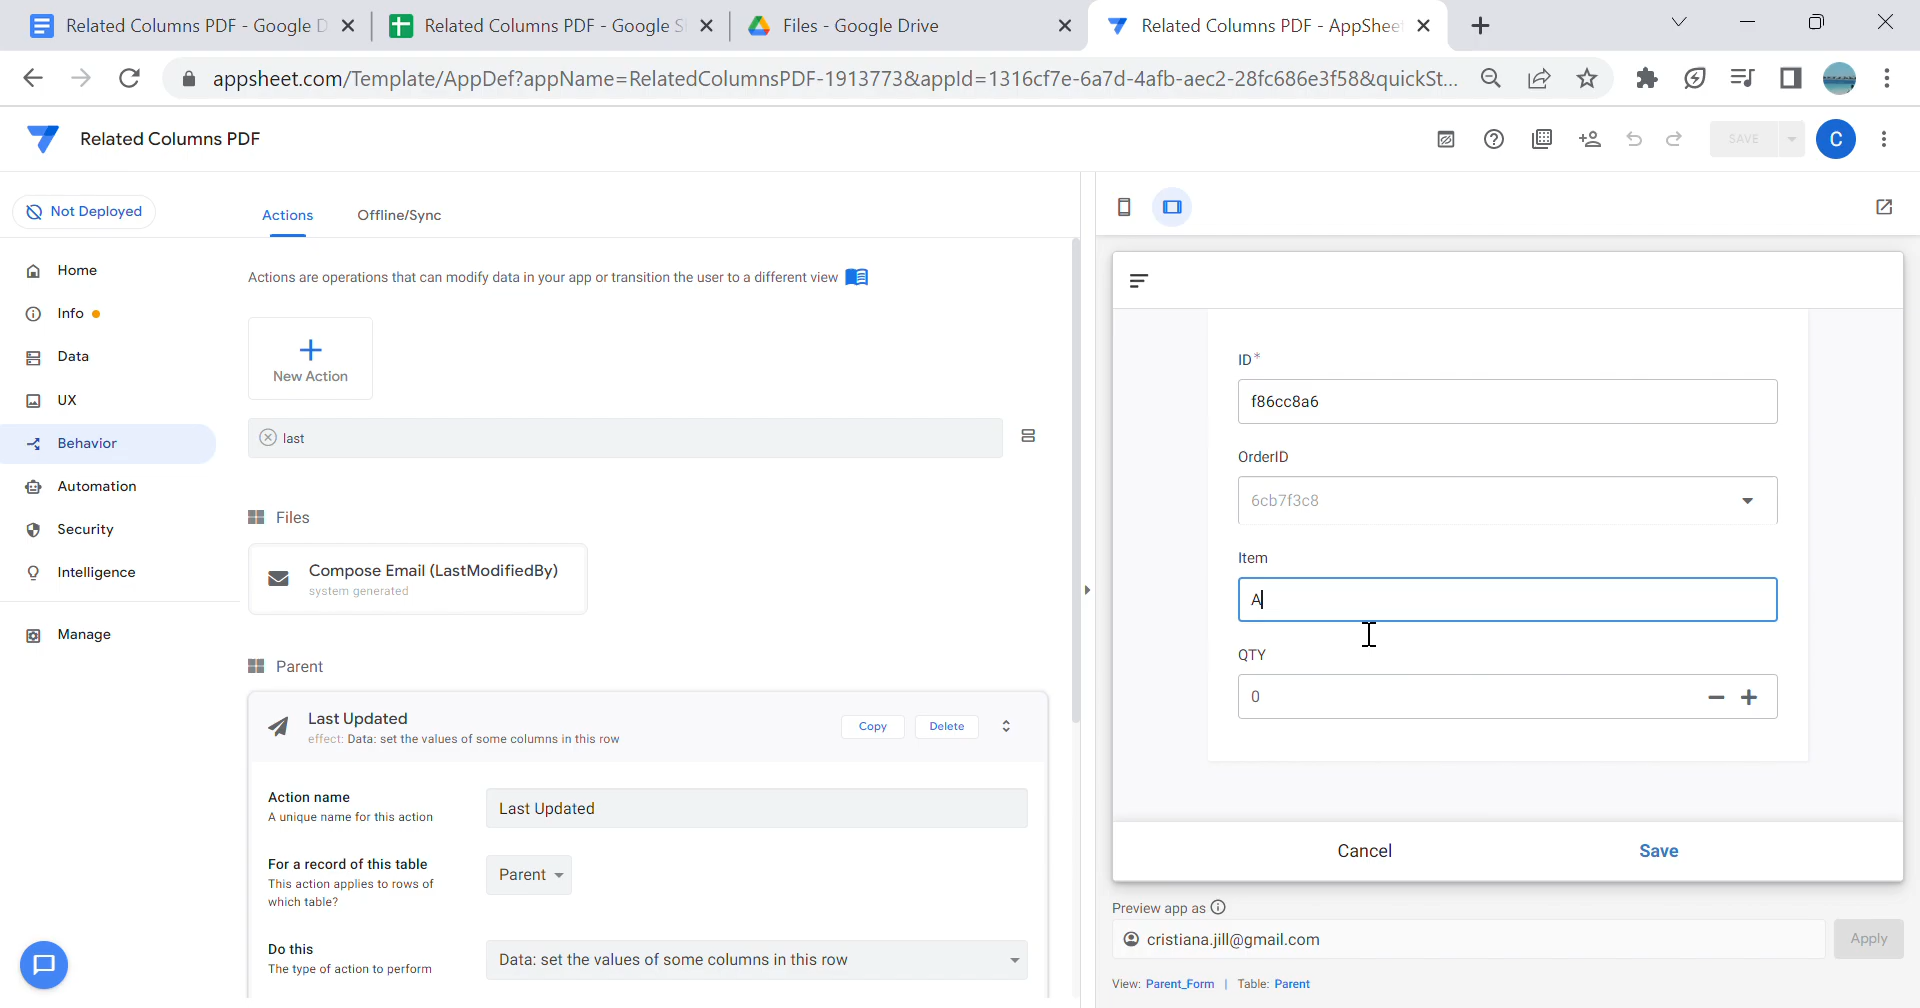 Related Columns PDF - Google D
Related Columns PDF - Google S
Files - Google Drive
Related Columns PDF - AppSheet
appsheet.com/Template/AppDef?appName=RelatedColumnsPDF-1913773&appId=1316cf7e-6a7d-4afb-aec2-28fc686e3f58&quickSt...
Related Columns PDF
SAVE
C
Not Deployed
Actions
Offline/Sync
Home
Info
Data
UX
Behavior
Automation
Security
Intelligence
Manage
Actions are operations that can modify data in your app or transition the user to a different view
New Action
last
Files
Compose Email (LastModifiedBy)
system generated
Parent
Last Updated
effect: Data: set the values of some columns in this row
Copy
Delete
Action name
A unique name for this action
Last Updated
For a record of this table
This action applies to rows of
which table?
Parent
Do this
The type of action to perform
Data: set the values of some columns in this row
ID*
f86cc8a6
OrderID
6cb7f3c8
Item
A
QTY
0
Cancel
Save
Preview app as
cristiana.jill@gmail.com
Apply
View: Parent_Form | Table: Parent